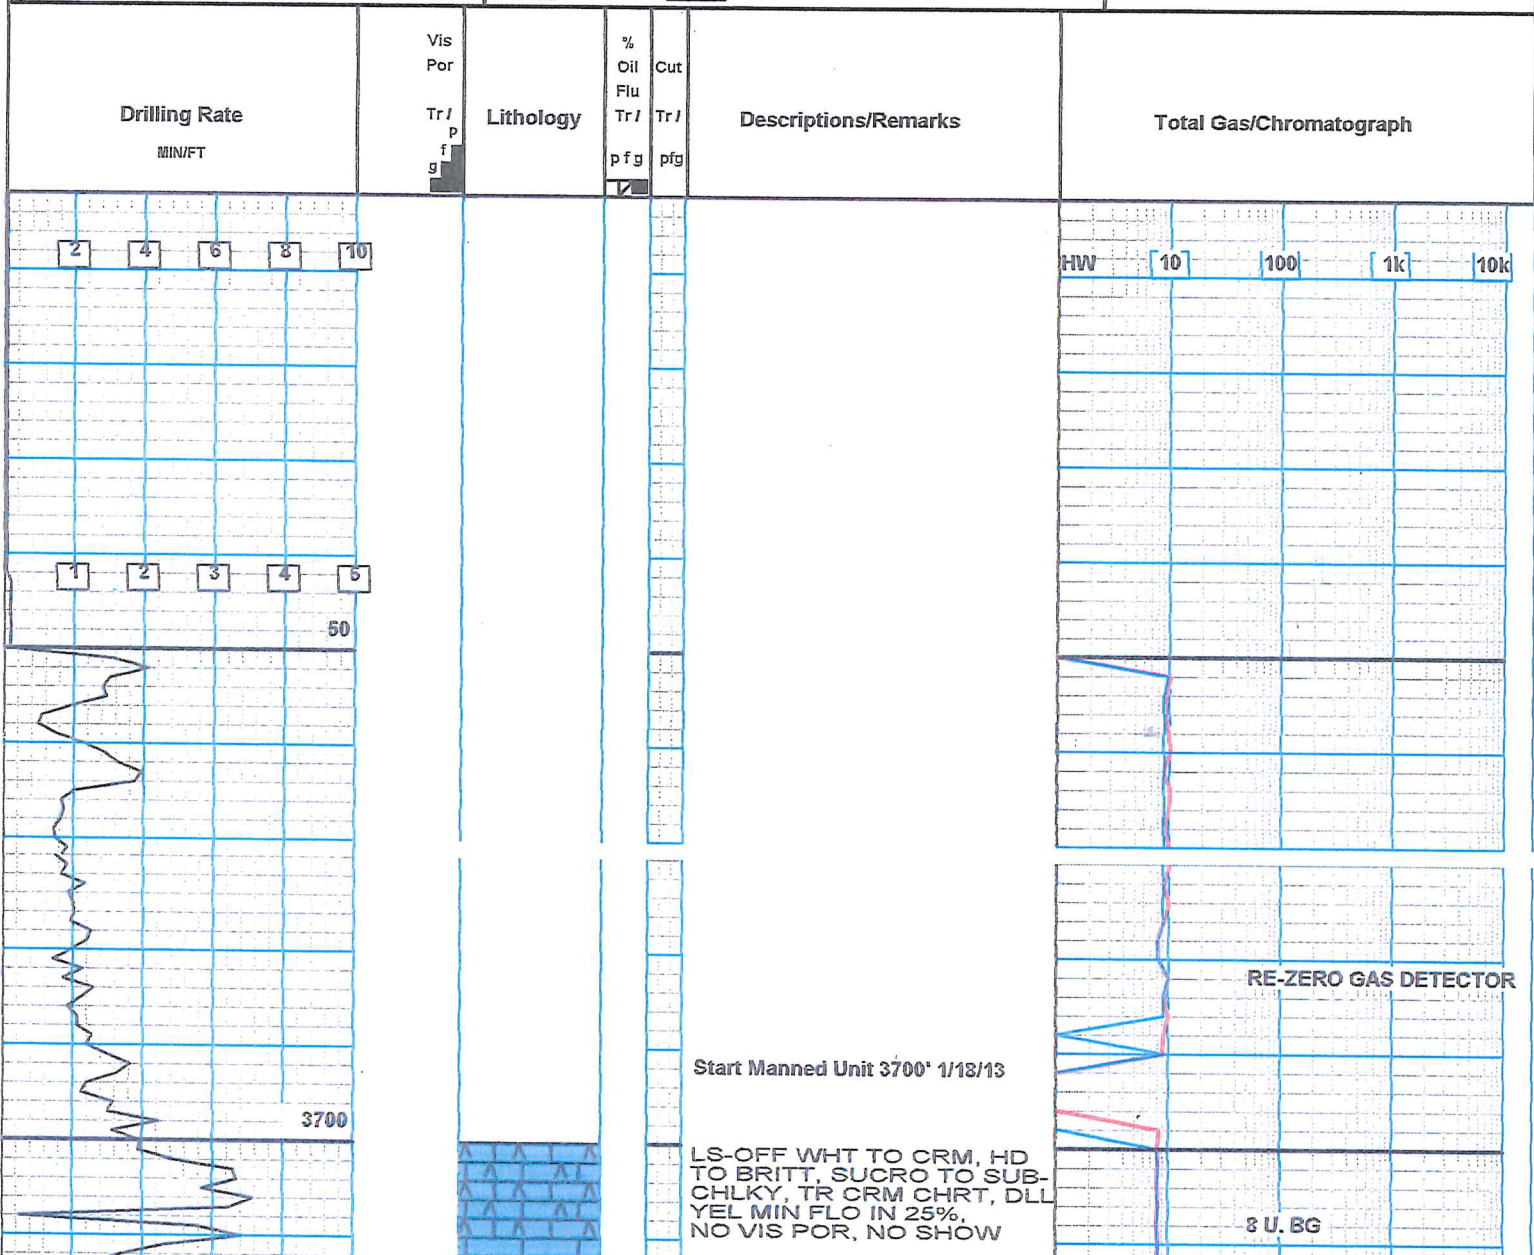 Drilling Rate
MIN/FT
Vis
Por
Tr /
p
f
g
Lithology
%
Oil
Flu
Tr /
p f g
Cut
Tr /
pfg
Descriptions/Remarks
Total Gas/Chromatograph
2 4 6 8 10
HW 10 100 1k 10k
1 2 3 4 5
50
RE-ZERO GAS DETECTOR
Start Manned Unit 3700' 1/18/13
3700
LS-OFF WHT TO CRM, HD
TO BRITT, SUCRO TO SUB-
CHLKY, TR CRM CHRT, DLL
YEL MIN FLO IN 25%,
NO VIS POR, NO SHOW
8 U. BG